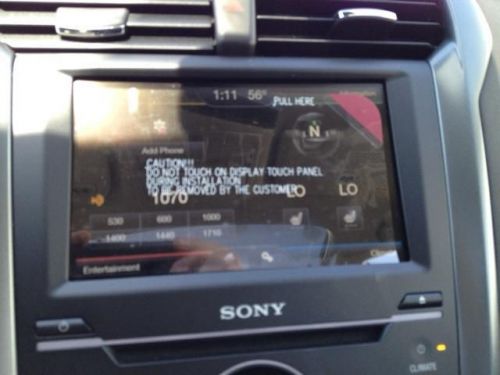 1:11 56°
Information
PULL HERE
N
Add Phone
CAUTION!!!
DO NOT TOUCH ON DISPLAY TOUCH PANEL
DURING INSTALLATION
TO BE REMOVED BY THE CUSTOMER
1070
LO LO
530 600 1000
1400 1440 1710
Entertainment
SONY
CLIMATE